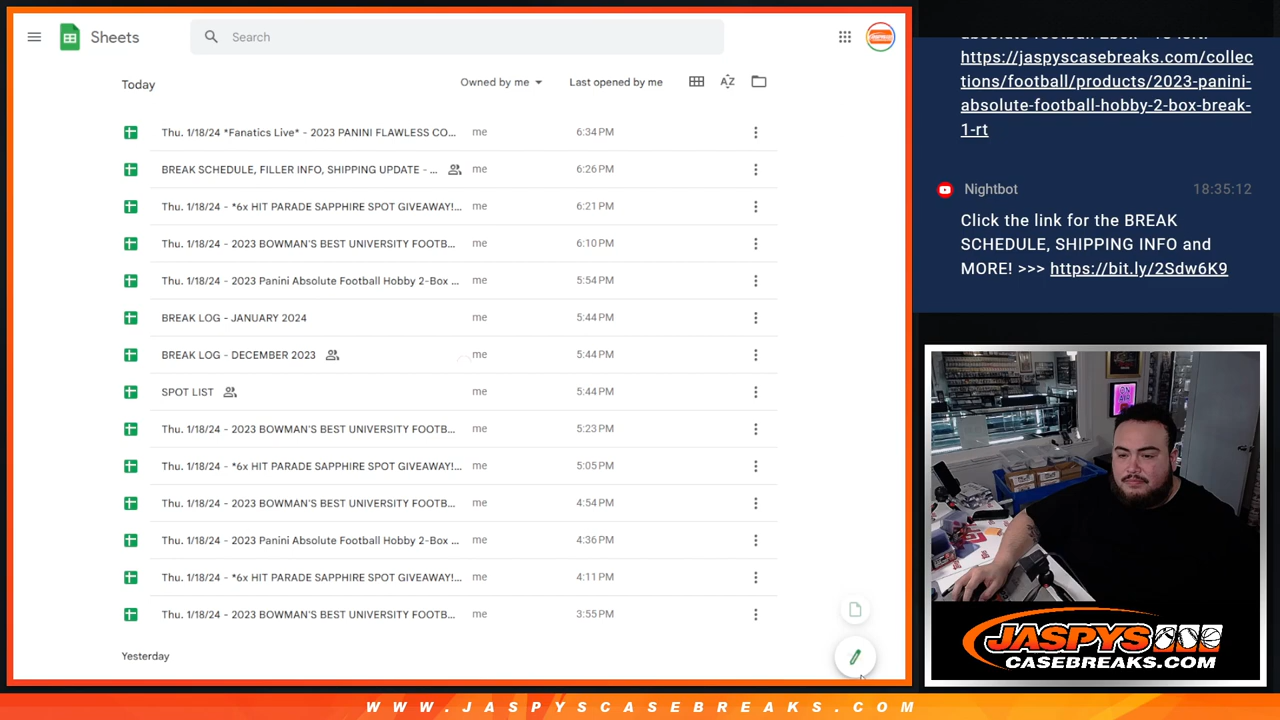 Sheets
Search
Today
Owned by me
Last opened by me
Thu. 1/18/24 *Fanatics Live* - 2023 PANINI FLAWLESS CO... me 6:34 PM
BREAK SCHEDULE, FILLER INFO, SHIPPING UPDATE - ... me 6:26 PM
Thu. 1/18/24 - *6x HIT PARADE SAPPHIRE SPOT GIVEAWAY!... me 6:21 PM
Thu. 1/18/24 - 2023 BOWMAN'S BEST UNIVERSITY FOOTB... me 6:10 PM
Thu. 1/18/24 - 2023 Panini Absolute Football Hobby 2-Box ... me 5:54 PM
BREAK LOG - JANUARY 2024 me 5:44 PM
BREAK LOG - DECEMBER 2023 me 5:44 PM
SPOT LIST me 5:44 PM
Thu. 1/18/24 - 2023 BOWMAN'S BEST UNIVERSITY FOOTB... me 5:23 PM
Thu. 1/18/24 - *6x HIT PARADE SAPPHIRE SPOT GIVEAWAY!... me 5:05 PM
Thu. 1/18/24 - 2023 BOWMAN'S BEST UNIVERSITY FOOTB... me 4:54 PM
Thu. 1/18/24 - 2023 Panini Absolute Football Hobby 2-Box ... me 4:36 PM
Thu. 1/18/24 - *6x HIT PARADE SAPPHIRE SPOT GIVEAWAY!... me 4:11 PM
Thu. 1/18/24 - 2023 BOWMAN'S BEST UNIVERSITY FOOTB... me 3:55 PM
Yesterday
https://jaspyscasebreaks.com/collec
tions/football/products/2023-panini-
absolute-football-hobby-2-box-break-
1-rt
Nightbot 18:35:12
Click the link for the BREAK
SCHEDULE, SHIPPING INFO and
MORE! >>> https://bit.ly/2Sdw6K9
ON AIR
JASPYS
CASEBREAKS.COM
WWW.JASPYSCASEBREAKS.COM